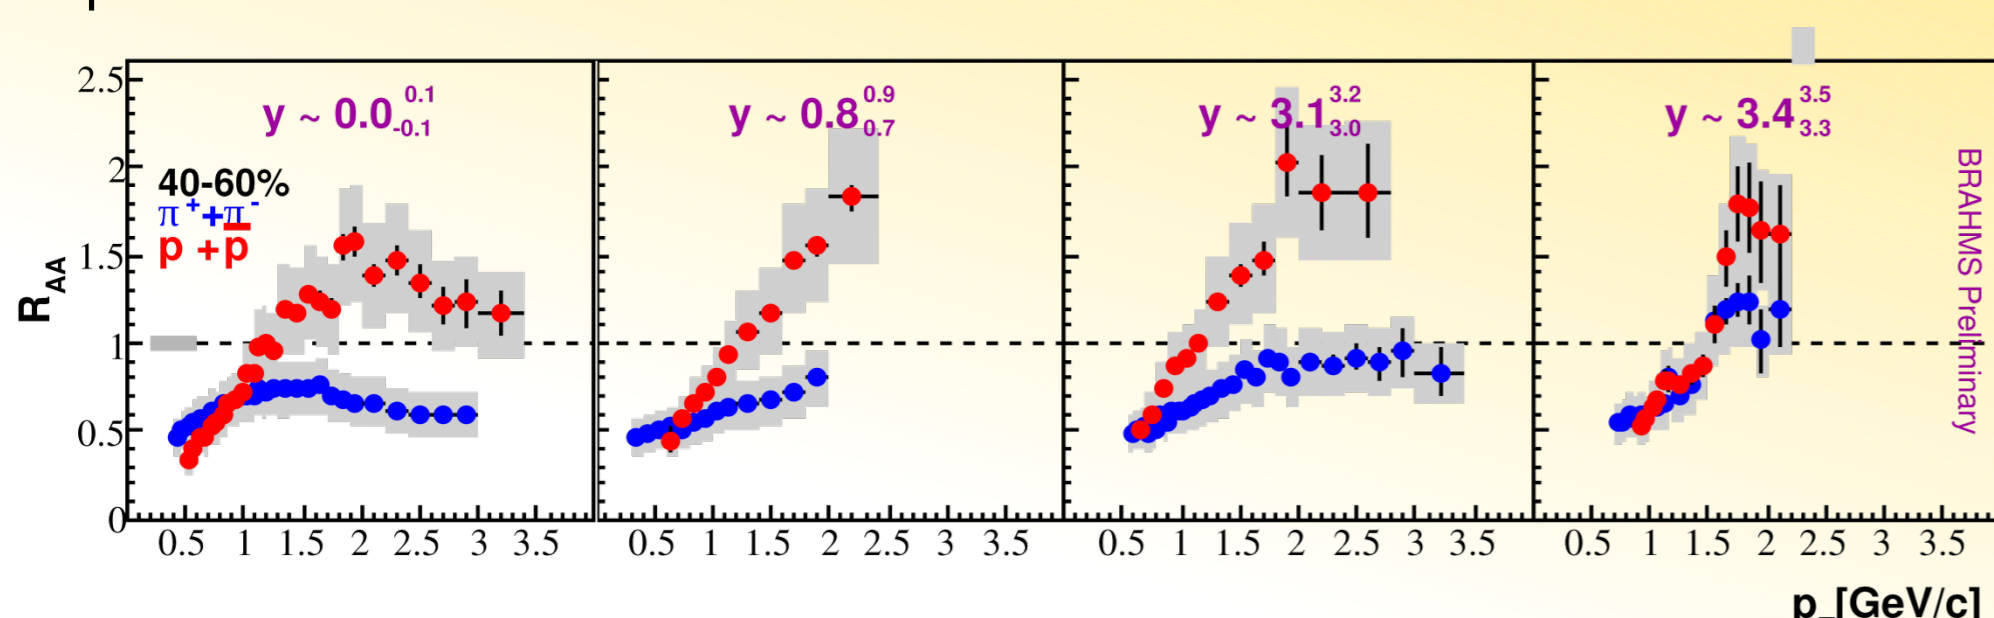 y ~ 0.0 0.1 -0.1
y ~ 0.8 0.9 0.7
y ~ 3.1 3.2 3.0
y ~ 3.4 3.5 3.3
40-60%
π⁺+π⁻
p +p̅
R_AA
2.5
2
1.5
1
0.5
0
0.5 1 1.5 2 2.5 3 3.5
0.5 1 1.5 2 2.5 3 3.5
0.5 1 1.5 2 2.5 3 3.5
0.5 1 1.5 2 2.5 3 3.5
BRAHMS Preliminary
p [GeV/c]